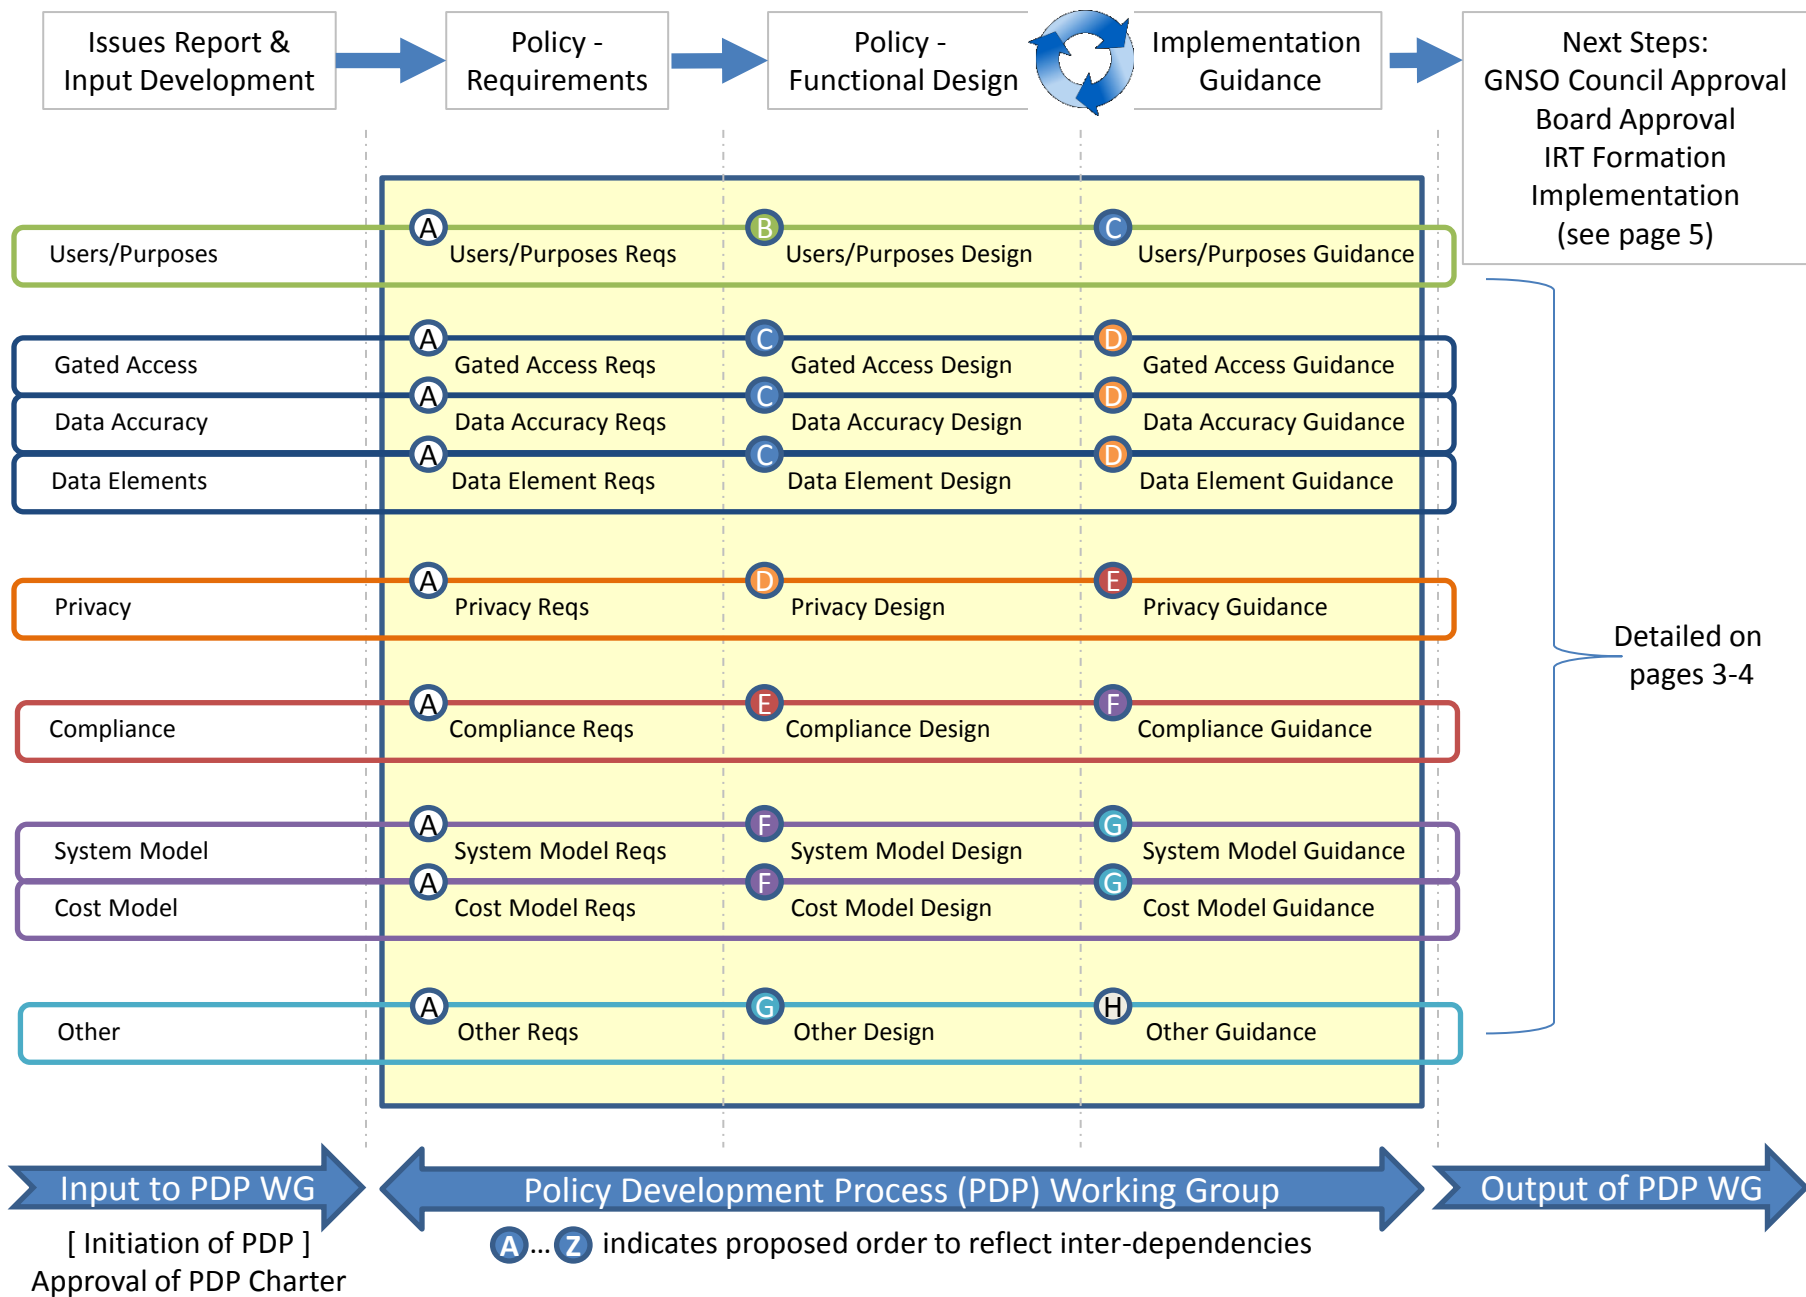 Issues Report &
Input Development
Policy -
Requirements
Policy -
Functional Design
Implementation
Guidance
Next Steps:
GNSO Council Approval
Board Approval
IRT Formation
Implementation
(see page 5)
A
B
C
Users/Purposes
Users/Purposes Reqs
Users/Purposes Design
Users/Purposes Guidance
A
C
D
Gated Access
Gated Access Reqs
Gated Access Design
Gated Access Guidance
A
C
D
Data Accuracy
Data Accuracy Reqs
Data Accuracy Design
Data Accuracy Guidance
A
C
D
Data Elements
Data Element Reqs
Data Element Design
Data Element Guidance
A
D
E
Privacy
Privacy Reqs
Privacy Design
Privacy Guidance
Detailed on
pages 3-4
A
E
F
Compliance
Compliance Reqs
Compliance Design
Compliance Guidance
A
F
G
System Model
System Model Reqs
System Model Design
System Model Guidance
A
F
G
Cost Model
Cost Model Reqs
Cost Model Design
Cost Model Guidance
A
G
H
Other
Other Reqs
Other Design
Other Guidance
Input to PDP WG
Policy Development Process (PDP) Working Group
Output of PDP WG
[ Initiation of PDP ]
Approval of PDP Charter
A...Z indicates proposed order to reflect inter-dependencies